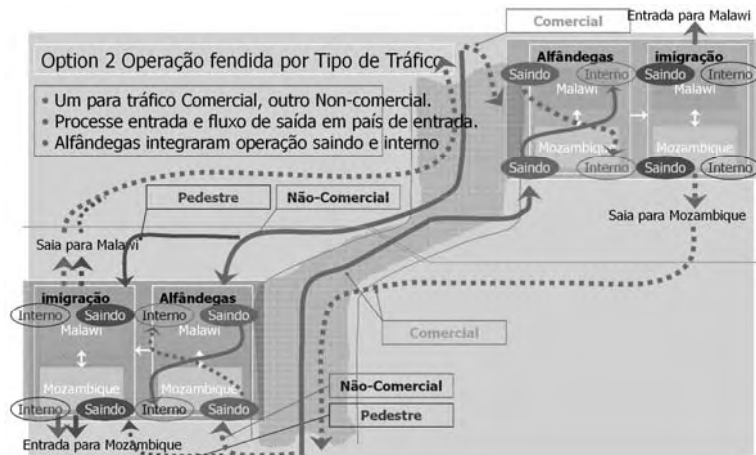 Comercial
Entrada para Malawi
Option 2 Operação fendida por Tipo de Tráfico
• Um para tráfico Comercial, outro Non-comercial.
• Processe entrada e fluxo de saída em país de entrada.
• Alfândegas integraram operação saindo e interno
Alfândegas imigração
Saindo Interno Saindo Interno
Malawi Malawi
Mozambique Mozambique
Saindo Interno Saindo Interno
Pedestre Não-Comercial
Saia para Mozambique
Saia para Malawi
imigração Alfândegas
Interno Saindo Interno Saindo
Malawi Malawi
Comercial
Mozambique Mozambique
Interno Saindo Interno Saindo
Não-Comercial
Pedestre
Entrada para Mozambique